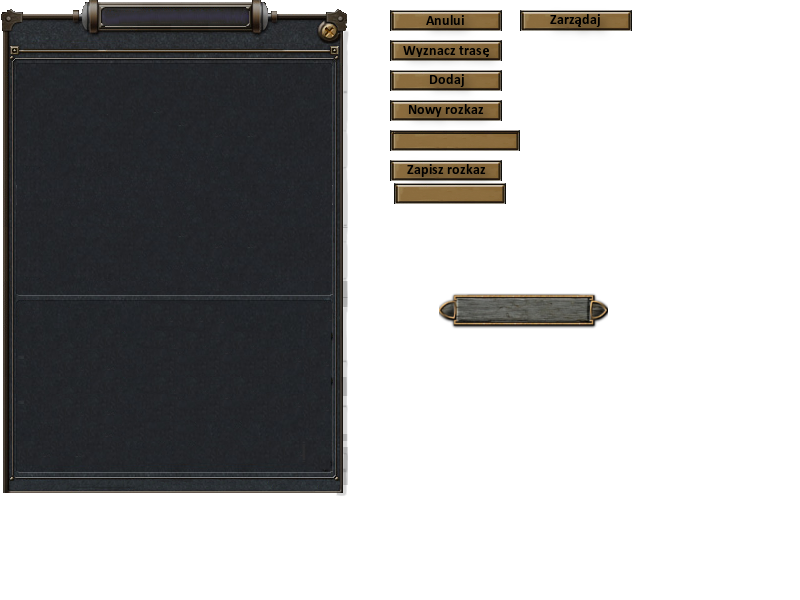 Anuluj
Zarządaj
Wyznacz trasę
Dodaj
Nowy rozkaz
Zapisz rozkaz